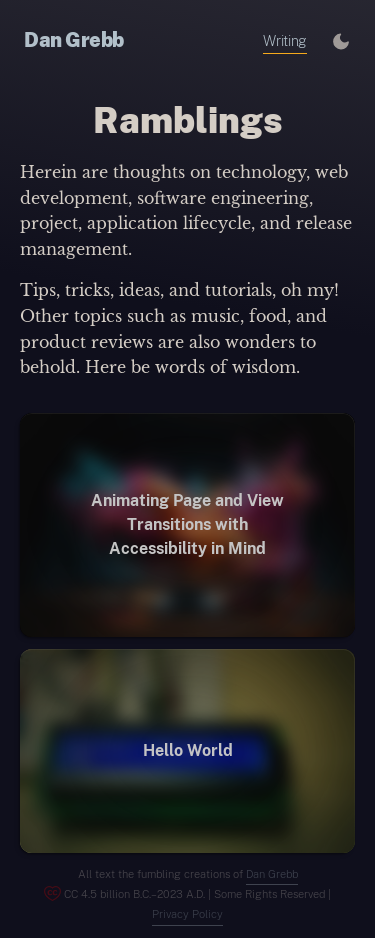 Dan Grebb
Writing
Ramblings
Herein are thoughts on technology, web
development, software engineering,
project, application lifecycle, and release
management.
Tips, tricks, ideas, and tutorials, oh my!
Other topics such as music, food, and
product reviews are also wonders to
behold. Here be words of wisdom.
Animating Page and View
Transitions with
Accessibility in Mind
Hello World
All text the fumbling creations of Dan Grebb
CC 4.5 billion B.C.–2023 A.D. | Some Rights Reserved |
Privacy Policy